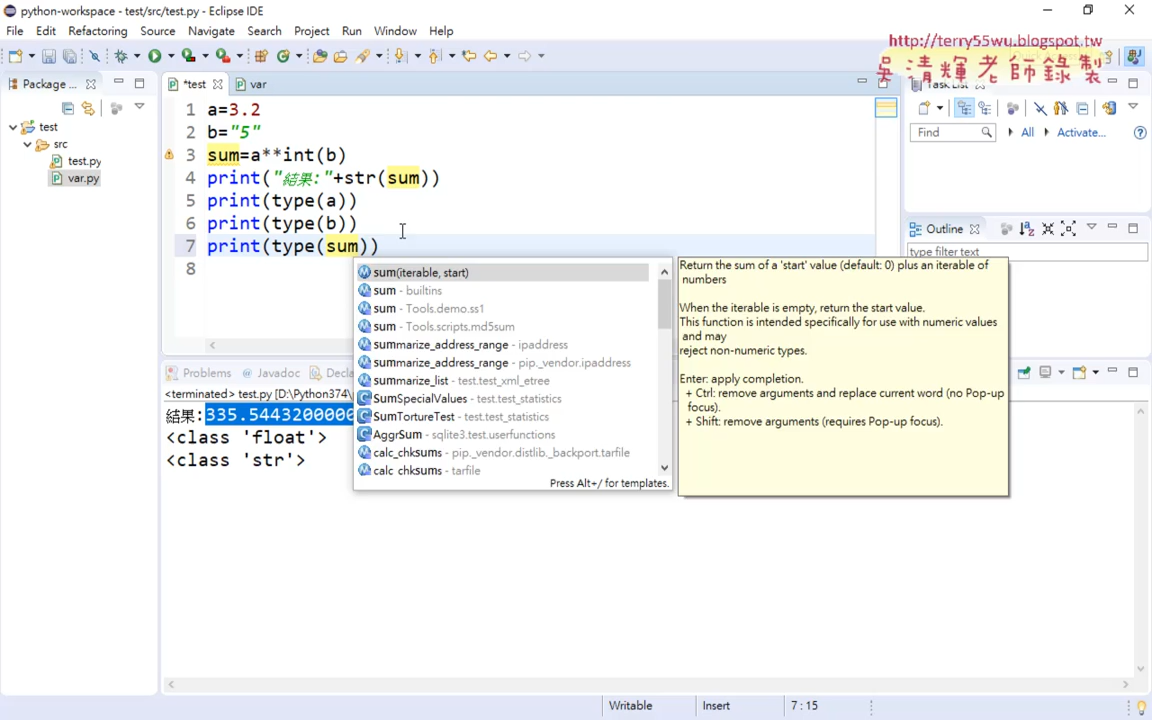 python-workspace - test/src/test.py - Eclipse IDE
File Edit Refactoring Source Navigate Search Project Run Window Help
http://terry55wu.blogspot.tw
吳清輝老師錄製
Package ...
*test
var
Task List
1 a=3.2
2 b="5"
3 sum=a**int(b)
4 print("結果:"+str(sum))
5 print(type(a))
6 print(type(b))
7 print(type(sum))
8
test
src
test.py
var.py
Find
All
Activate...
Outline
type filter text
sum(iterable, start)
sum - builtins
sum - Tools.demo.ss1
sum - Tools.scripts.md5sum
summarize_address_range - ipaddress
summarize_address_range - pip._vendor.ipaddress
summarize_list - test.test_xml_etree
SumSpecialValues - test.test_statistics
SumTortureTest - test.test_statistics
AggrSum - sqlite3.test.userfunctions
calc_chksums - pip._vendor.distlib._backport.tarfile
calc chksums - tarfile
Press Alt+/ for templates.
Return the sum of a 'start' value (default: 0) plus an iterable of
numbers
When the iterable is empty, return the start value.
This function is intended specifically for use with numeric values
and may
reject non-numeric types.
Enter: apply completion.
+ Ctrl: remove arguments and replace current word (no Pop-up
focus).
+ Shift: remove arguments (requires Pop-up focus).
Problems
@ Javadoc
Decla
<terminated> test.py [D:\Python374\
結果:335.5443200000
<class 'float'>
<class 'str'>
Writable
Insert
7 : 15